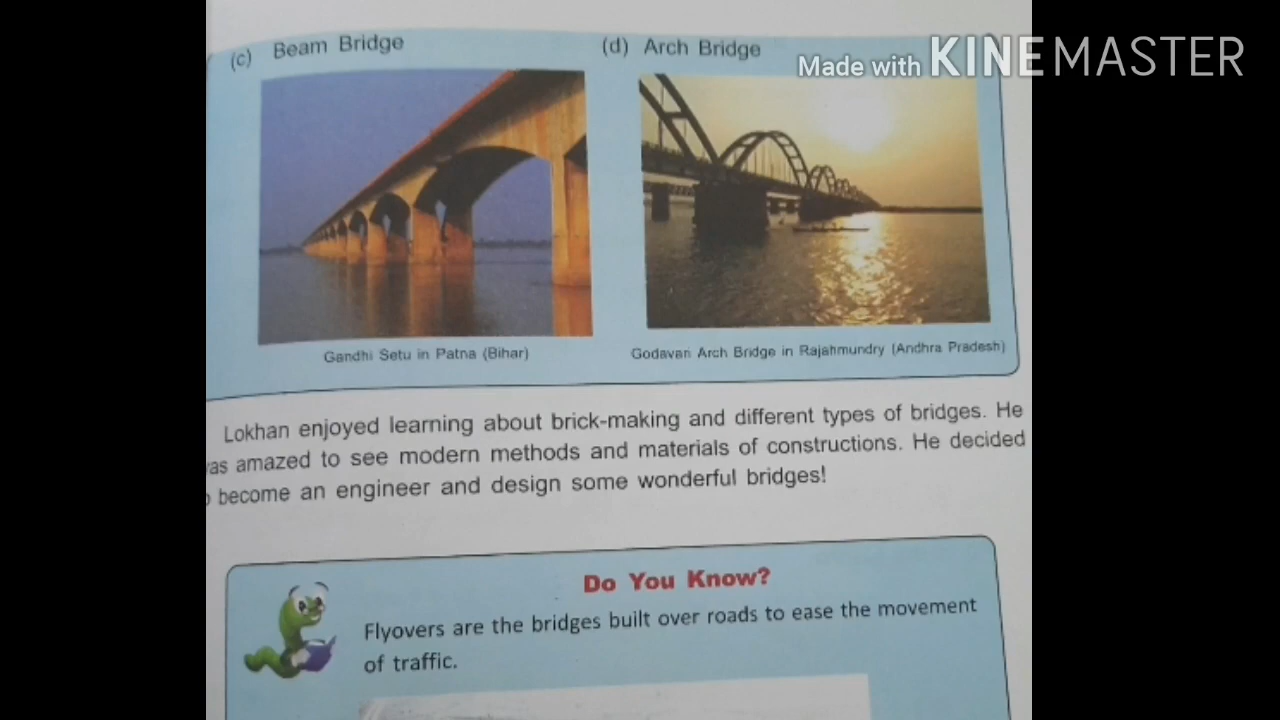 (c) Beam Bridge
(d) Arch Bridge
Made with KINEMASTER
Gandhi Setu in Patna (Bihar)
Godavari Arch Bridge in Rajahmundry (Andhra Pradesh)
Lokhan enjoyed learning about brick-making and different types of bridges. He
as amazed to see modern methods and materials of constructions. He decided
become an engineer and design some wonderful bridges!
Do You Know?
Flyovers are the bridges built over roads to ease the movement
of traffic.